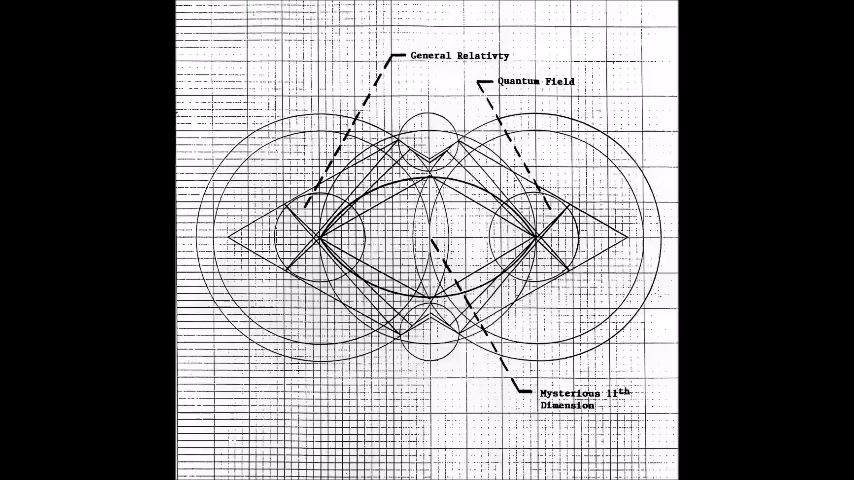 General Relativty
Quantum Field
Mysterious 11th
Dimension